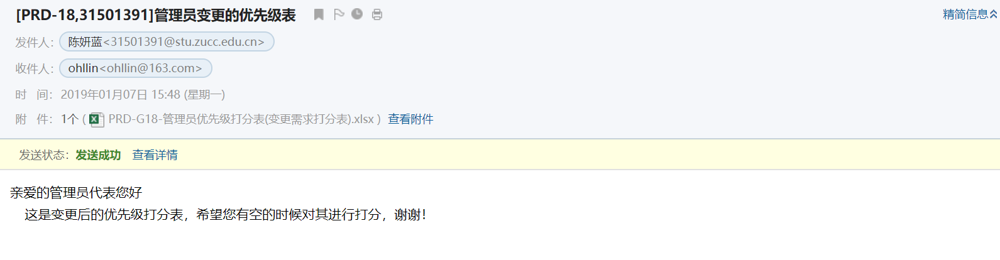 [PRD-18,31501391]管理员变更的优先级表
精简信息
发件人：陈妍蓝<31501391@stu.zucc.edu.cn>
收件人：ohllin<ohllin@163.com>
时 间：2019年01月07日 15:48 (星期一)
附 件：1个 ( PRD-G18-管理员优先级打分表(变更需求打分表).xlsx ) 查看附件
发送状态：发送成功 查看详情
亲爱的管理员代表您好
这是变更后的优先级打分表，希望您有空的时候对其进行打分，谢谢！